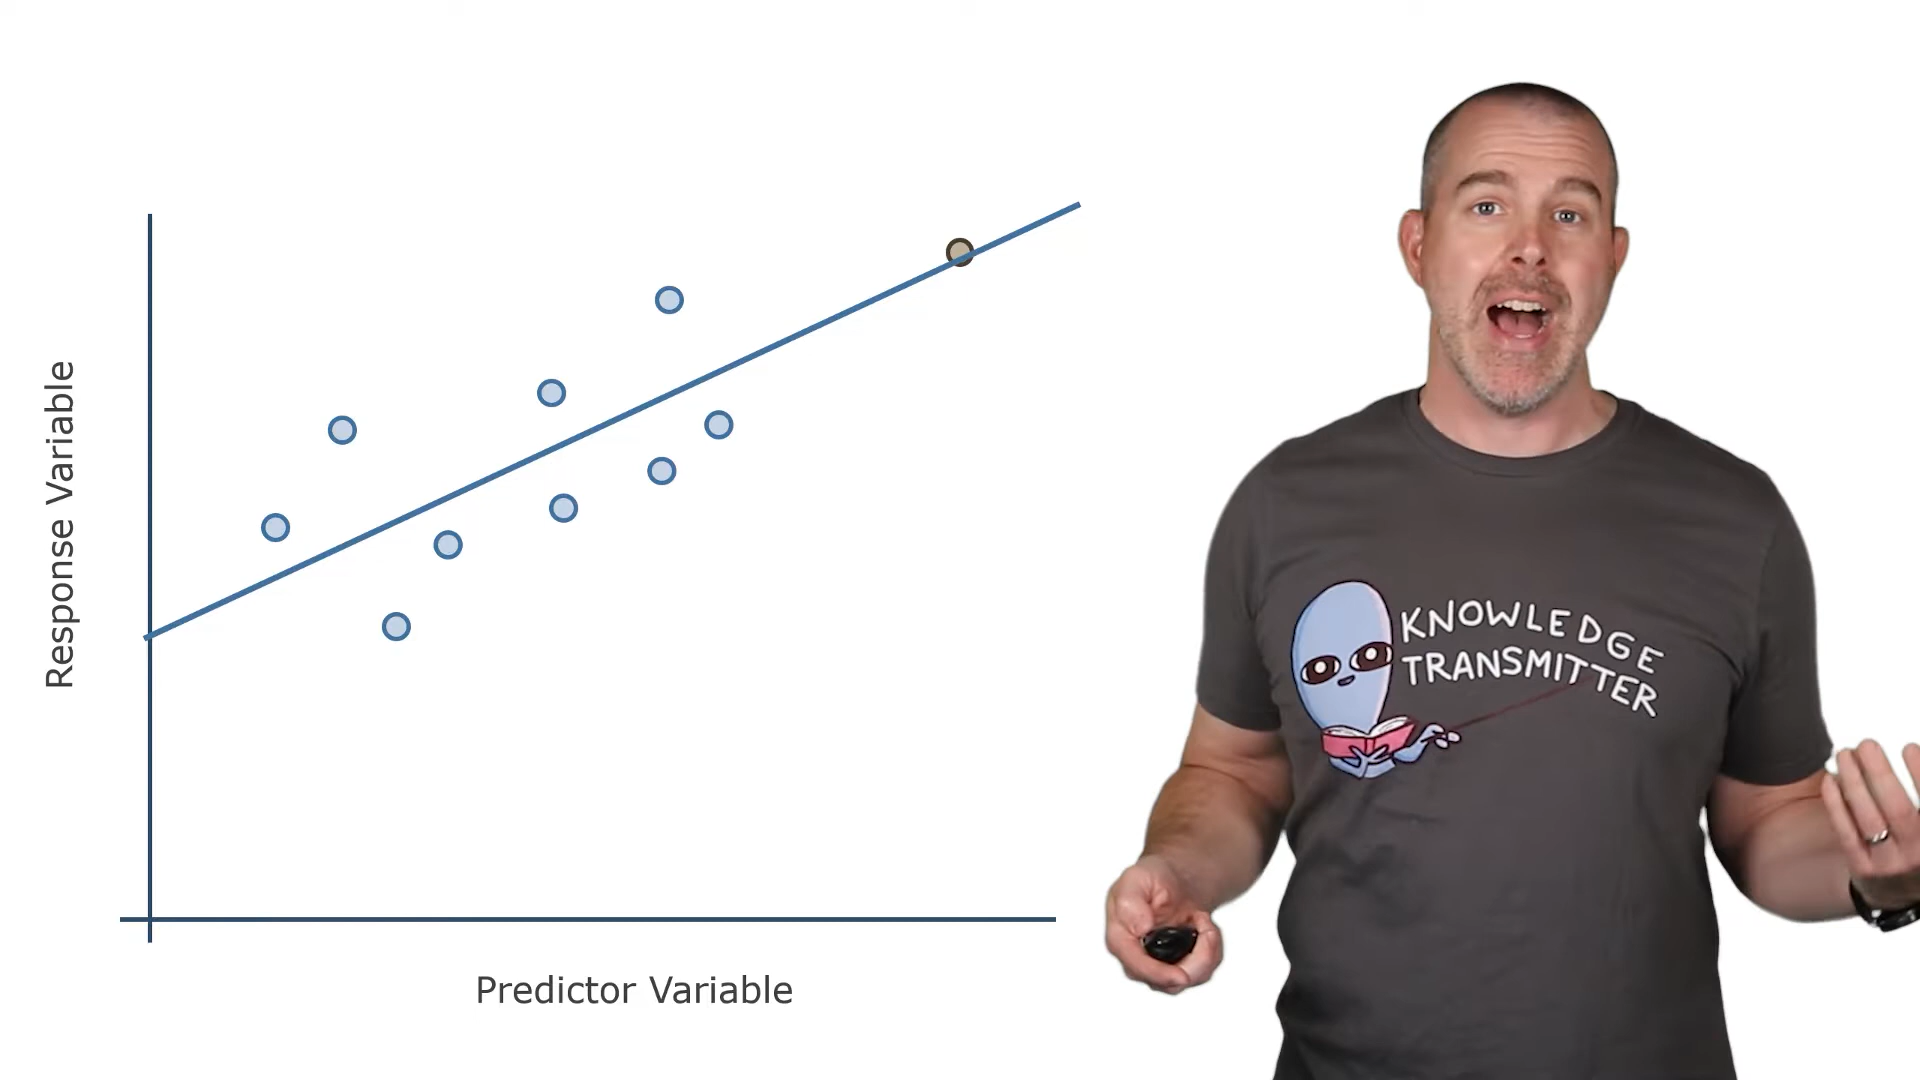 Response Variable
Predictor Variable
KNOWLEDGE
TRANSMITTER